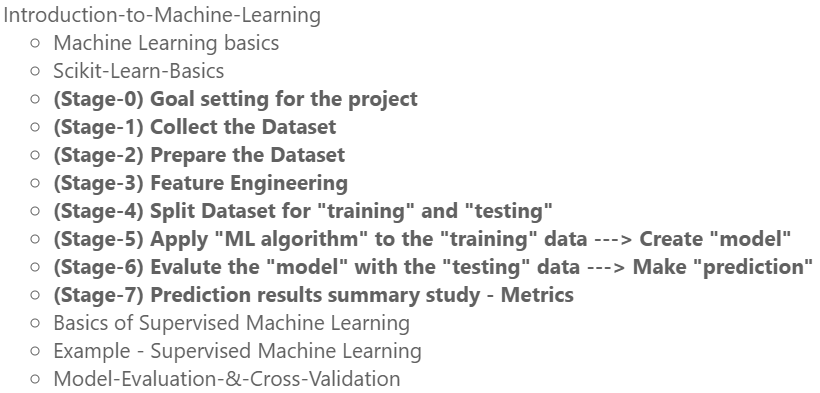 Introduction-to-Machine-Learning
Machine Learning basics
Scikit-Learn-Basics
(Stage-0) Goal setting for the project
(Stage-1) Collect the Dataset
(Stage-2) Prepare the Dataset
(Stage-3) Feature Engineering
(Stage-4) Split Dataset for "training" and "testing"
(Stage-5) Apply "ML algorithm" to the "training" data ---> Create "model"
(Stage-6) Evalute the "model" with the "testing" data ---> Make "prediction"
(Stage-7) Prediction results summary study - Metrics
Basics of Supervised Machine Learning
Example - Supervised Machine Learning
Model-Evaluation-&-Cross-Validation